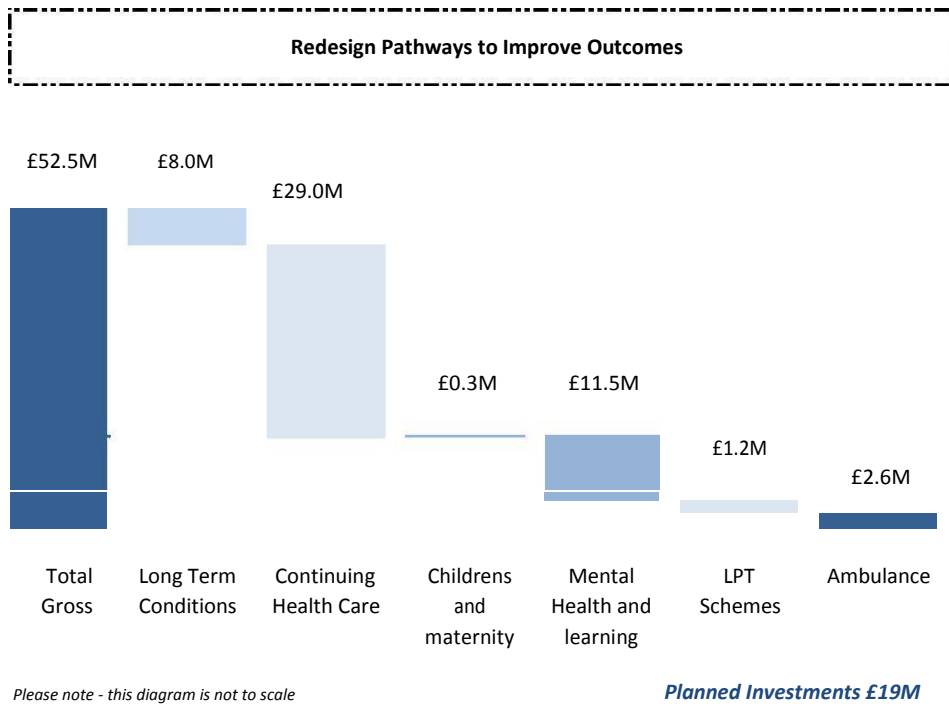 Redesign Pathways to Improve Outcomes
£52.5M
£8.0M
£29.0M
£0.3M
£11.5M
£1.2M
£2.6M
Total
Gross
Long Term
Conditions
Continuing
Health Care
Childrens
and
maternity
Mental
Health and
learning
LPT
Schemes
Ambulance
Please note - this diagram is not to scale
Planned Investments £19M